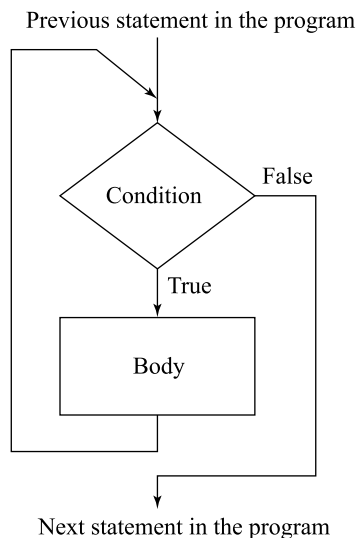 Previous statement in the program
Condition
False
True
Body
Next statement in the program